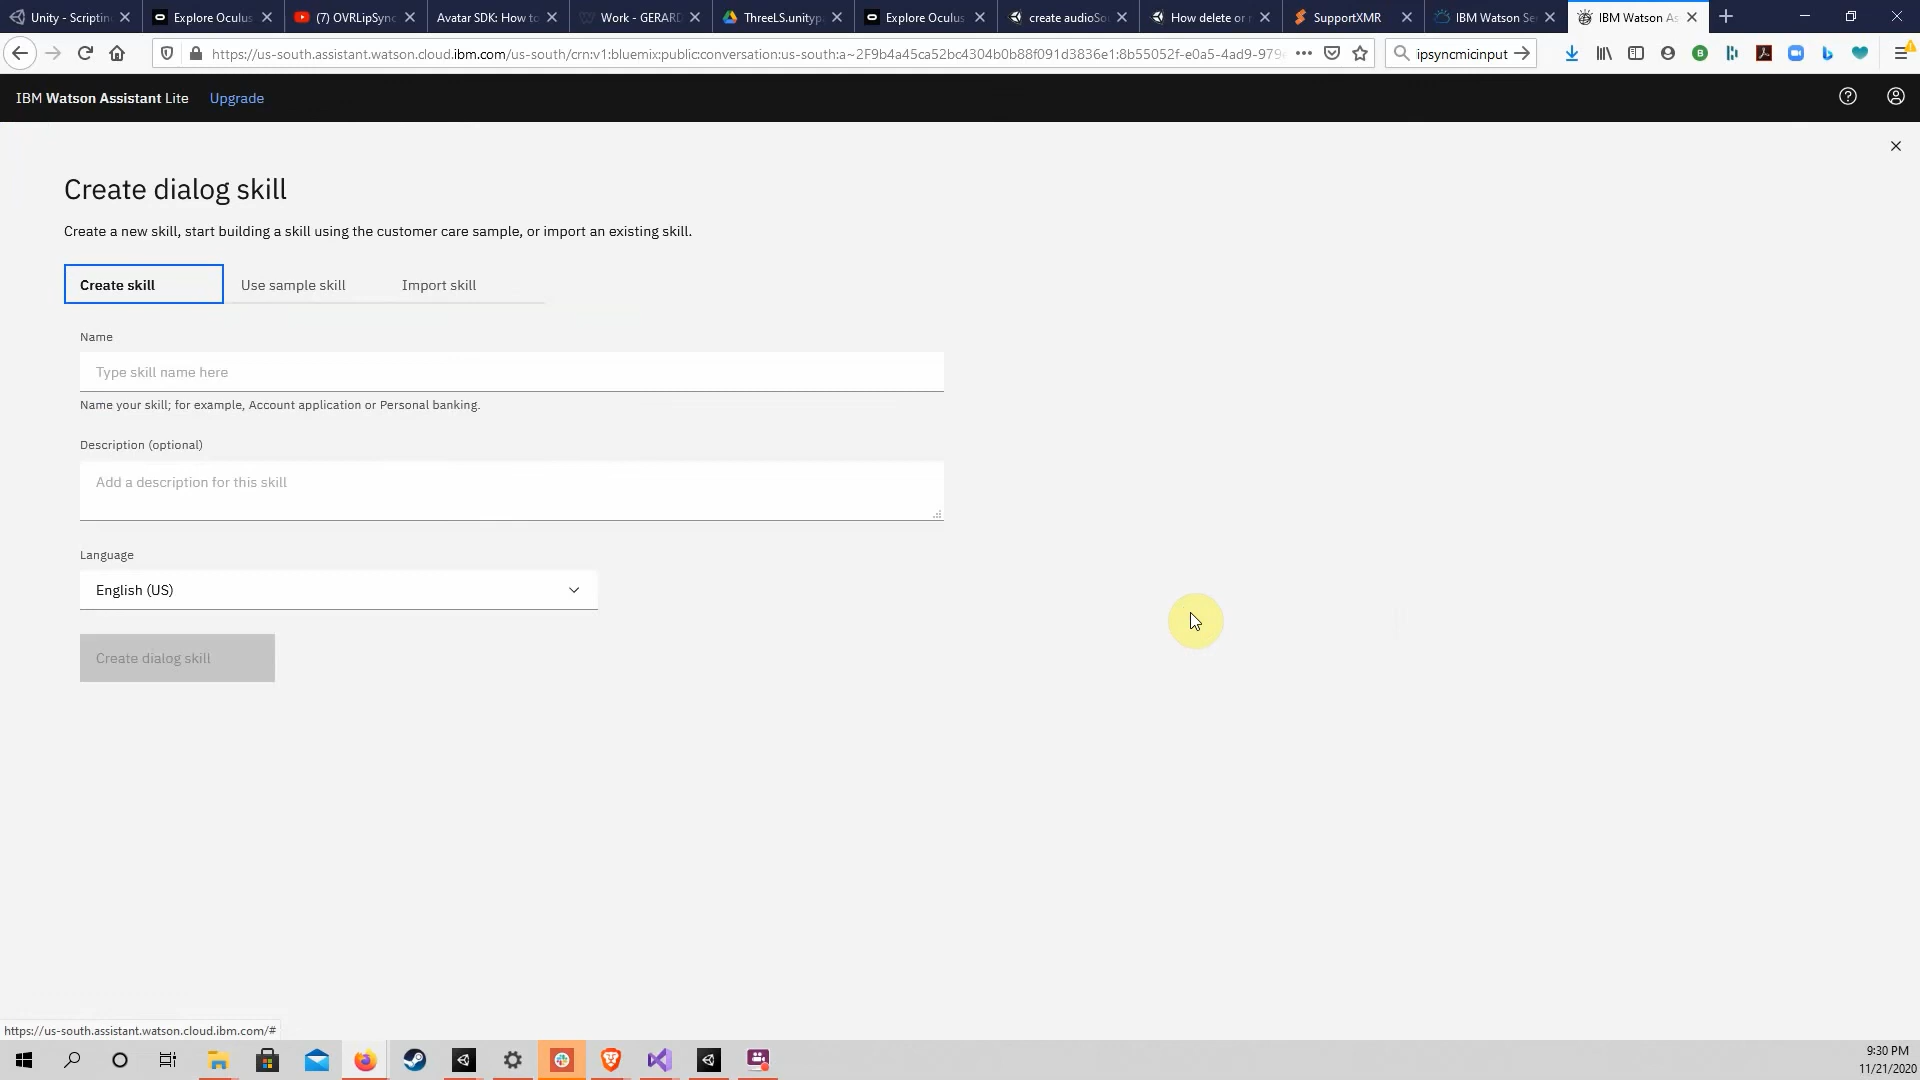 Unity - Scripting
Explore Oculus
(7) OVRLipSync
Avatar SDK: How to
Work - GERARD
ThreeLS.unityp
Explore Oculus
create audioSo
How delete or r
SupportXMR
IBM Watson Se
IBM Watson As
https://us-south.assistant.watson.cloud.ibm.com/us-south/crn:v1:bluemix:public:conversation:us-south:a~2F9b4a45ca52bc4304b0b88f091d3836e1:8b55052f-e0a5-4ad9-979e
ipsyncmicinput
IBM Watson Assistant Lite Upgrade
Create dialog skill
Create a new skill, start building a skill using the customer care sample, or import an existing skill.
Create skill Use sample skill Import skill
Name
Type skill name here
Name your skill; for example, Account application or Personal banking.
Description (optional)
Add a description for this skill
Language
English (US)
Create dialog skill
https://us-south.assistant.watson.cloud.ibm.com/#
9:30 PM
11/21/2020